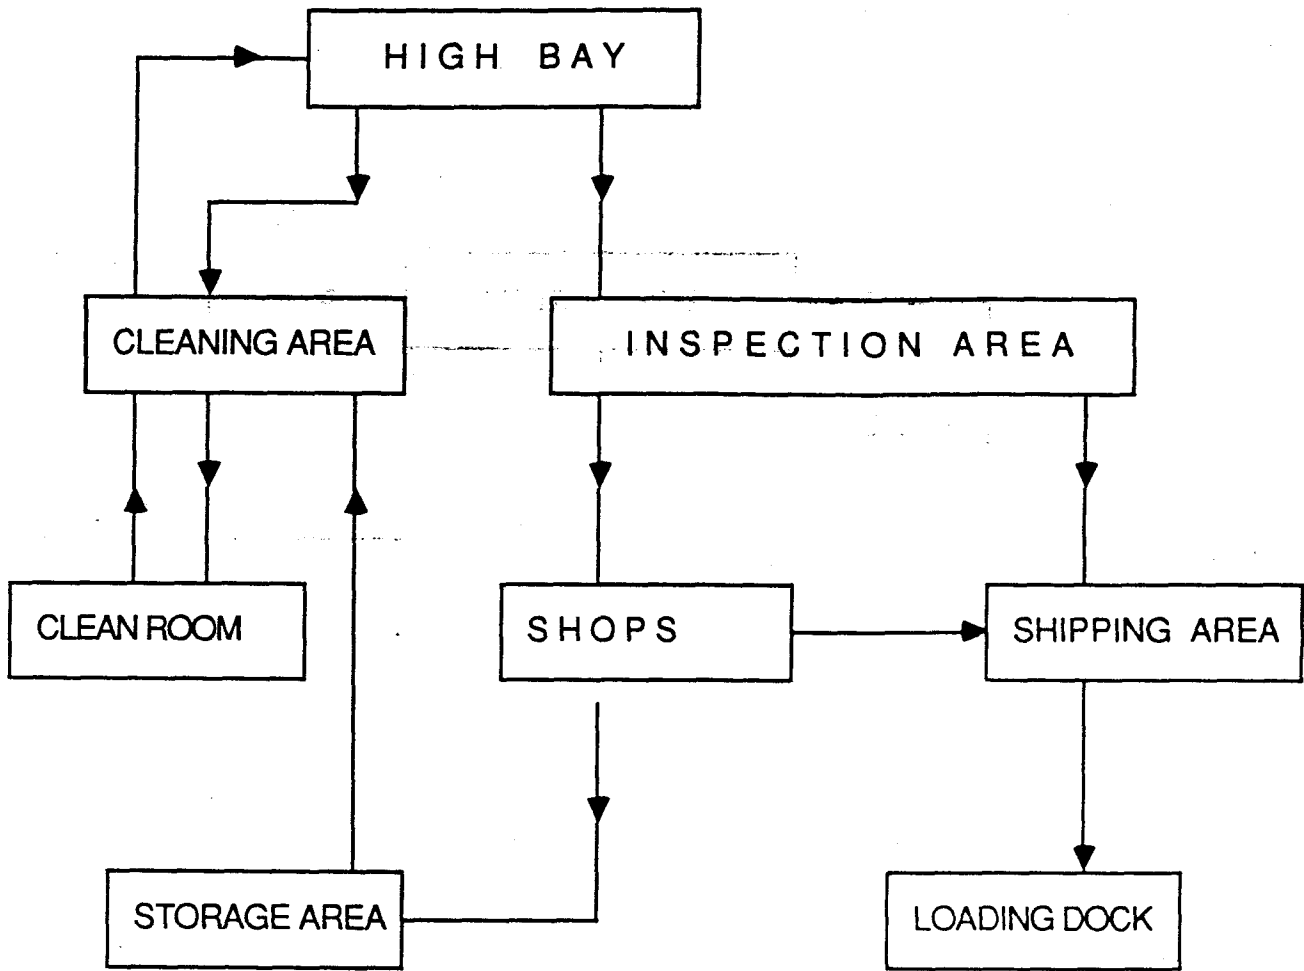 HIGH BAY
CLEANING AREA
INSPECTION AREA
CLEAN ROOM
SHOPS
SHIPPING AREA
STORAGE AREA
LOADING DOCK